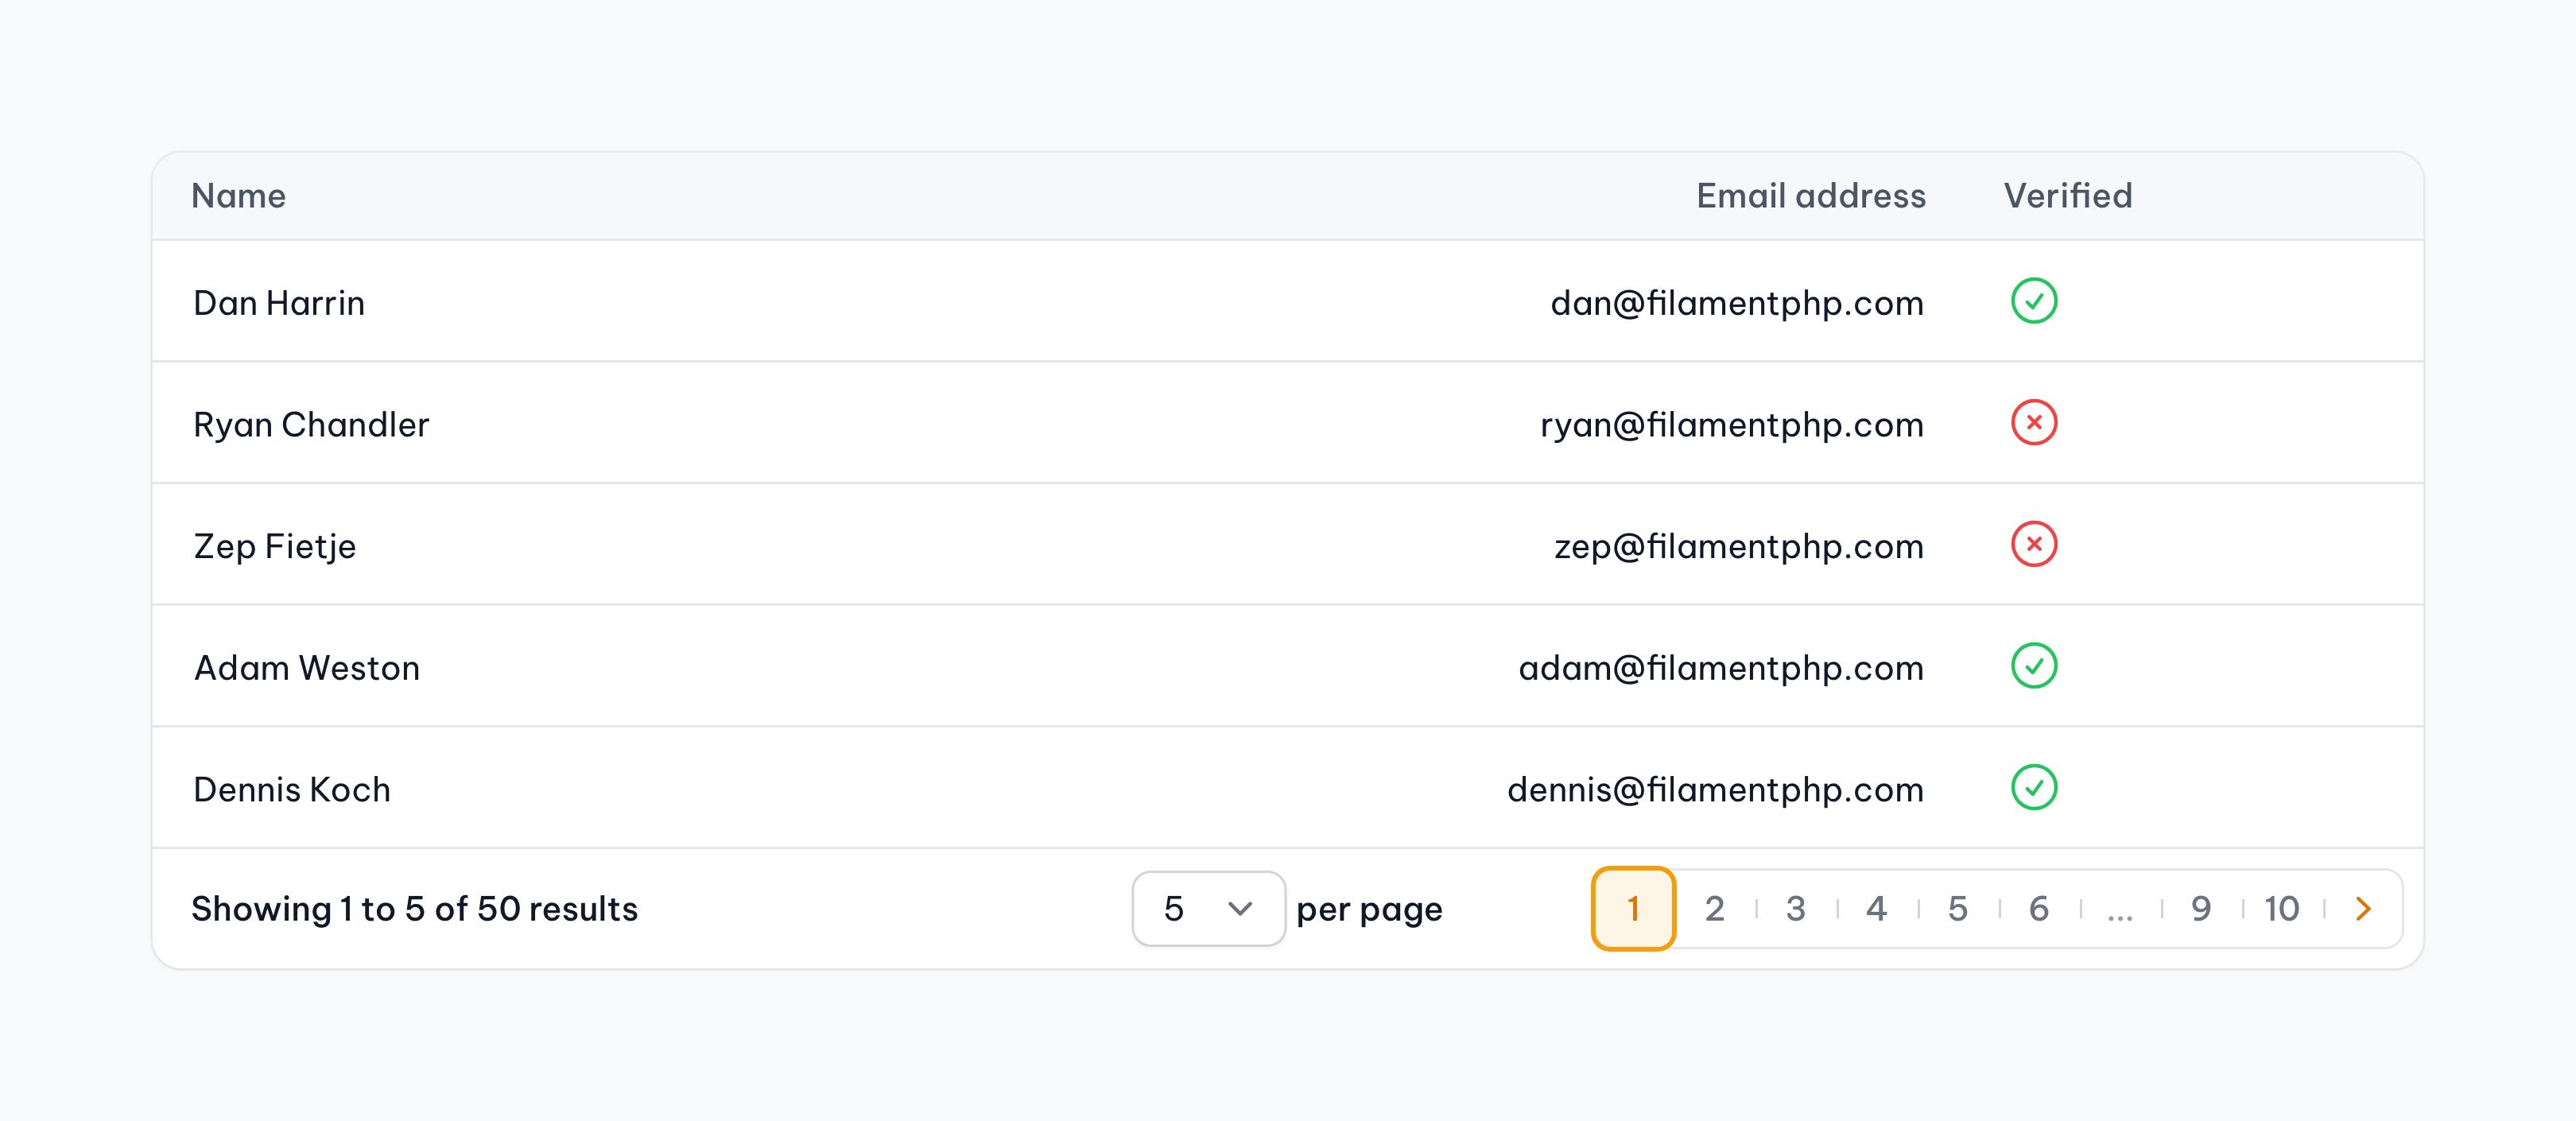 Name Email address Verified
Dan Harrin dan@filamentphp.com
Ryan Chandler ryan@filamentphp.com
Zep Fietje zep@filamentphp.com
Adam Weston adam@filamentphp.com
Dennis Koch dennis@filamentphp.com
Showing 1 to 5 of 50 results 5 per page 1 2 3 4 5 6 ... 9 10